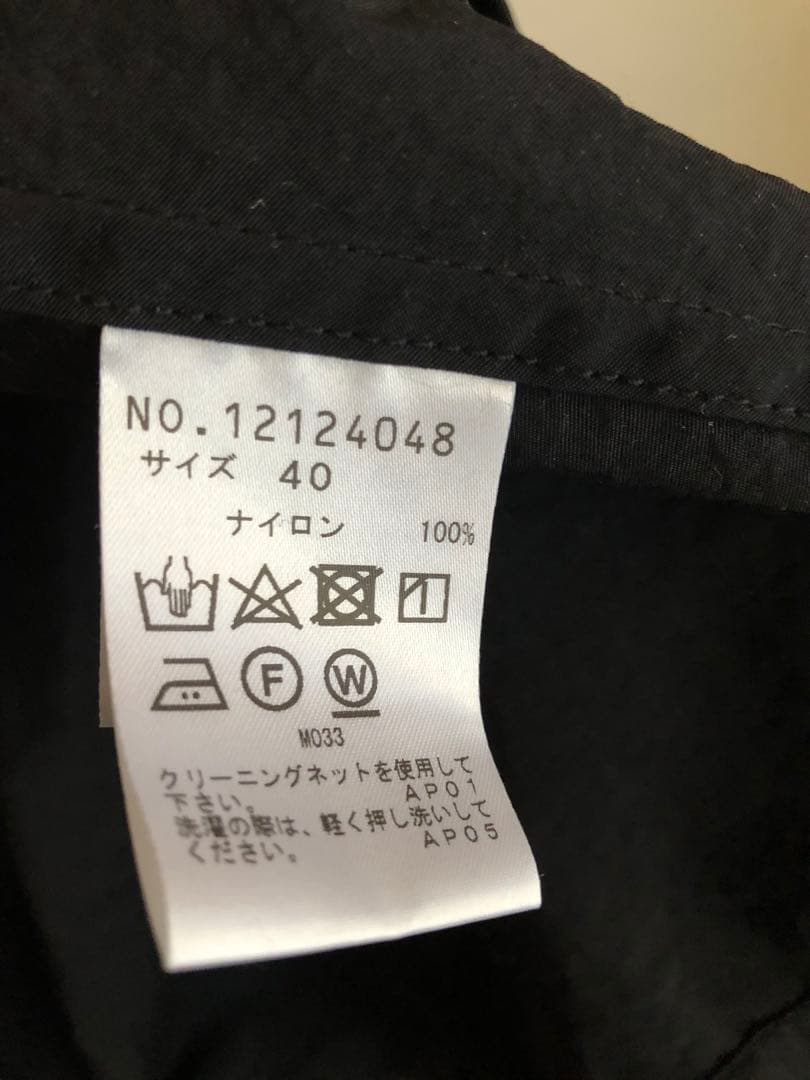 NO.12124048
サイズ 40
ナイロン 100%
F W
M033
クリーニングネットを使用して
下さい。 AP01
洗濯の際は、軽く押し洗いして
ください。 AP05